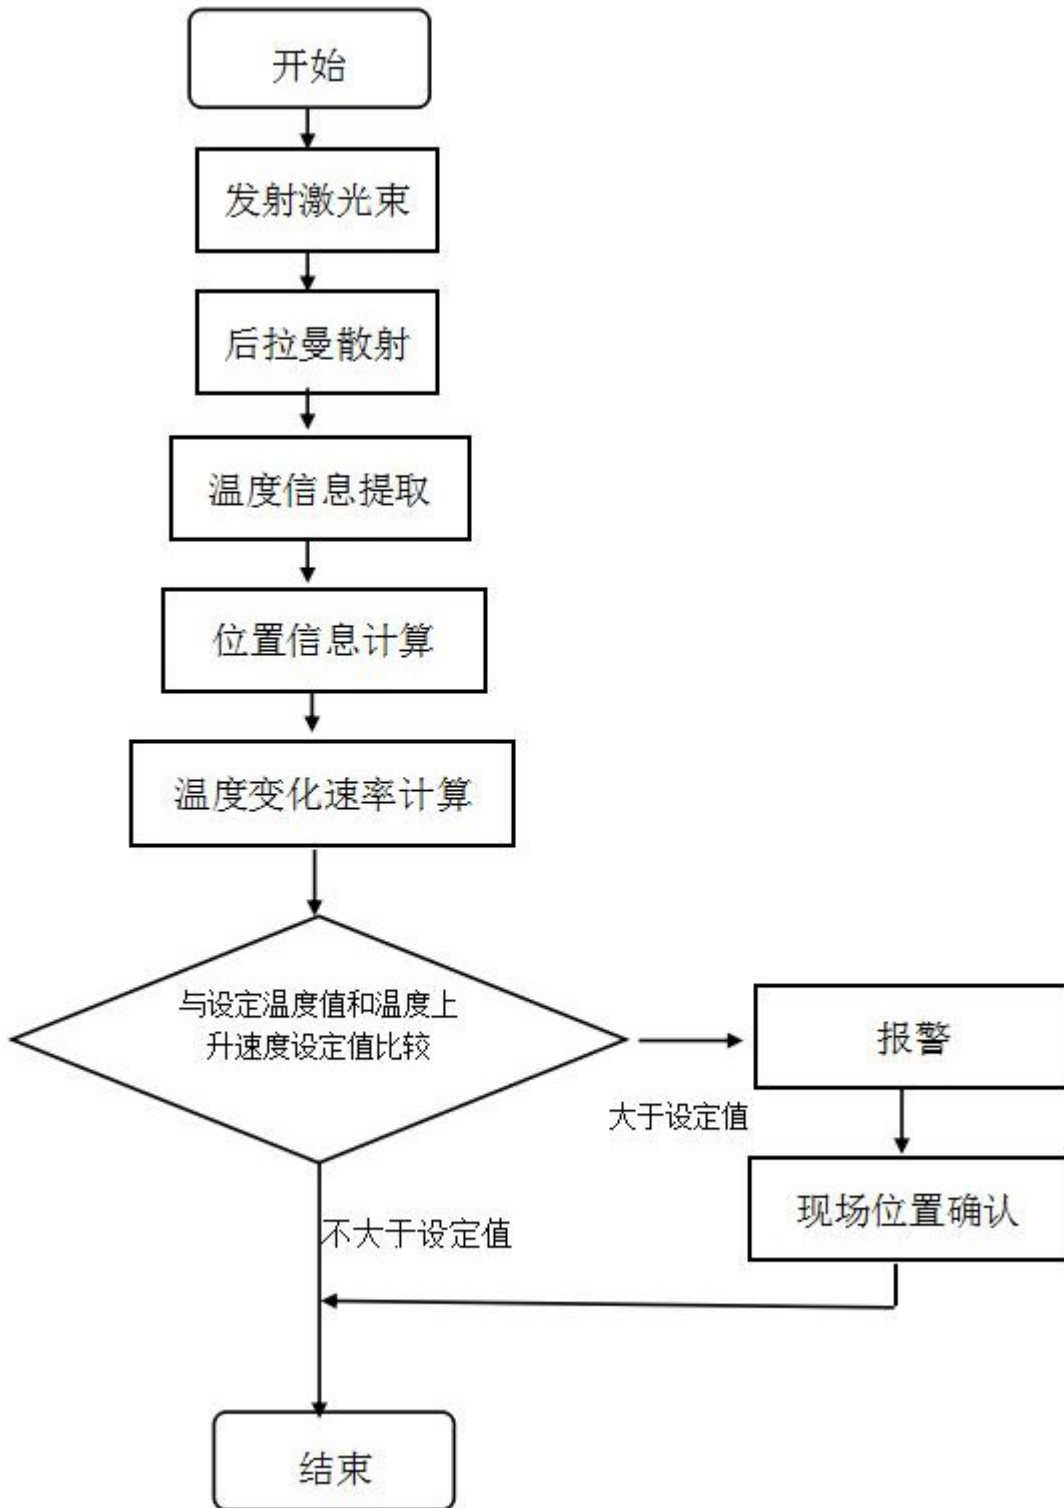 开始
发射激光束
后拉曼散射
温度信息提取
位置信息计算
温度变化速率计算
与设定温度值和温度上
升速度设定值比较
报警
大于设定值
现场位置确认
不大于设定值
结束